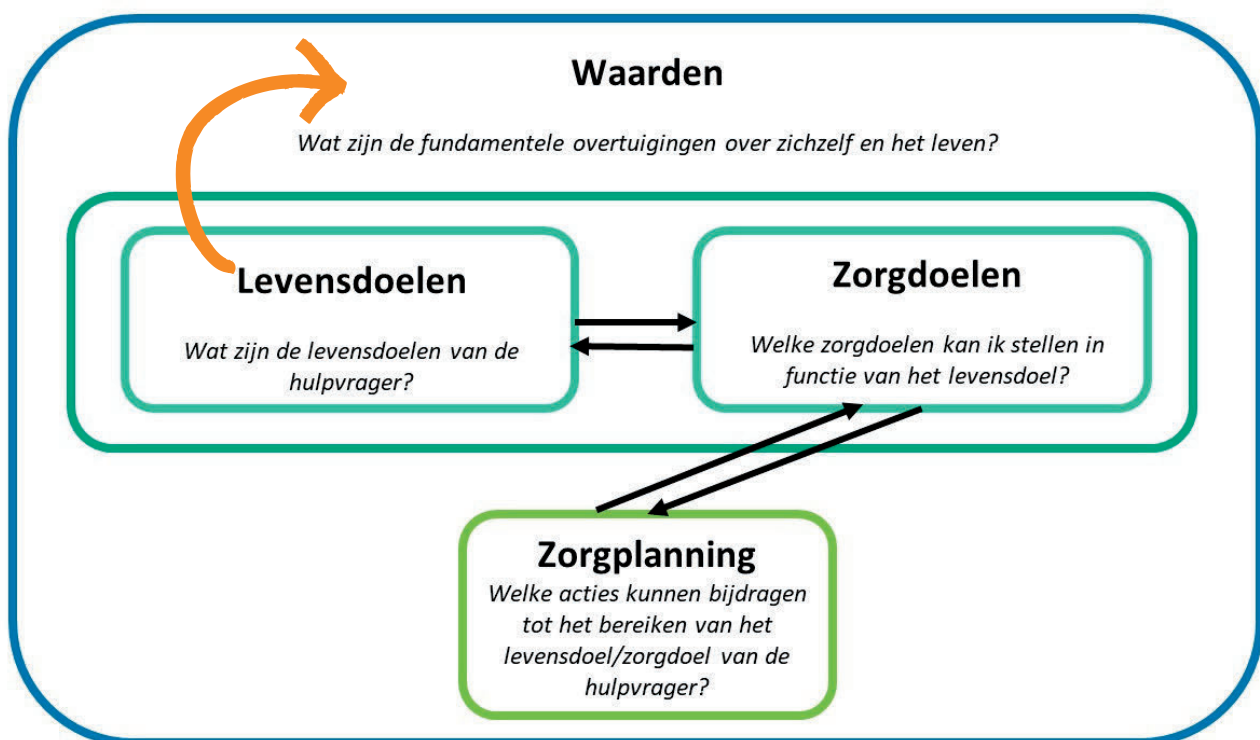 Waarden
Wat zijn de fundamentele overtuigingen over zichzelf en het leven?
Levensdoelen
Wat zijn de levensdoelen van de
hulpvrager?
Zorgdoelen
Welke zorgdoelen kan ik stellen in
functie van het levensdoel?
Zorgplanning
Welke acties kunnen bijdragen
tot het bereiken van het
levensdoel/zorgdoel van de
hulpvrager?